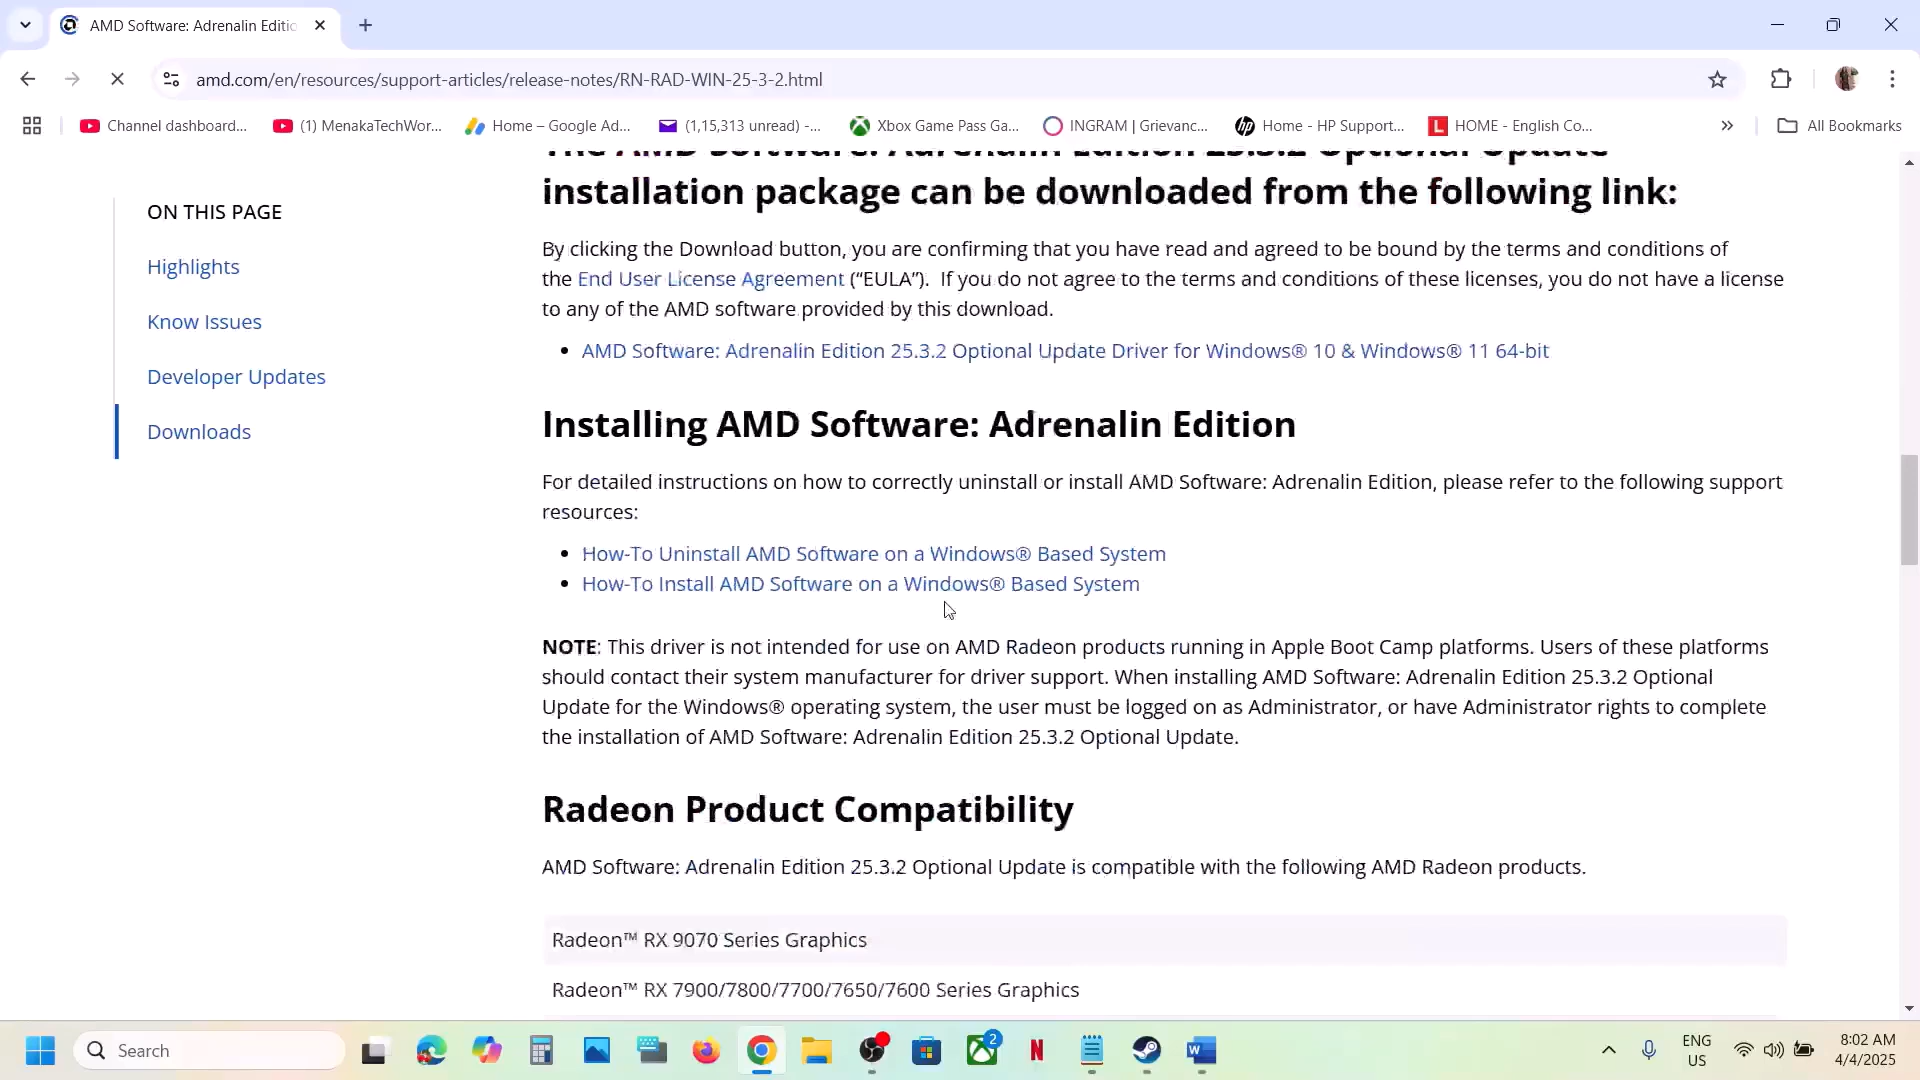 AMD Software: Adrenalin Editio
amd.com/en/resources/support-articles/release-notes/RN-RAD-WIN-25-3-2.html
Channel dashboard...
(1) MenakaTechWor...
Home – Google Ad...
(1,15,313 unread) -...
Xbox Game Pass Ga...
INGRAM | Grievanc...
Home - HP Support...
HOME - English Co...
All Bookmarks
ON THIS PAGE
Highlights
Know Issues
Developer Updates
Downloads
The AMD Software: Adrenalin Edition 25.3.2 Optional Update
installation package can be downloaded from the following link:
By clicking the Download button, you are confirming that you have read and agreed to be bound by the terms and conditions of
the End User License Agreement (“EULA”).  If you do not agree to the terms and conditions of these licenses, you do not have a license
to any of the AMD software provided by this download.
AMD Software: Adrenalin Edition 25.3.2 Optional Update Driver for Windows® 10 & Windows® 11 64-bit
Installing AMD Software: Adrenalin Edition
For detailed instructions on how to correctly uninstall or install AMD Software: Adrenalin Edition, please refer to the following support
resources:
How-To Uninstall AMD Software on a Windows® Based System
How-To Install AMD Software on a Windows® Based System
NOTE: This driver is not intended for use on AMD Radeon products running in Apple Boot Camp platforms. Users of these platforms
should contact their system manufacturer for driver support. When installing AMD Software: Adrenalin Edition 25.3.2 Optional
Update for the Windows® operating system, the user must be logged on as Administrator, or have Administrator rights to complete
the installation of AMD Software: Adrenalin Edition 25.3.2 Optional Update.
Radeon Product Compatibility
AMD Software: Adrenalin Edition 25.3.2 Optional Update is compatible with the following AMD Radeon products.
Radeon™ RX 9070 Series Graphics
Radeon™ RX 7900/7800/7700/7650/7600 Series Graphics
Search
2
ENG
US
8:02 AM
4/4/2025